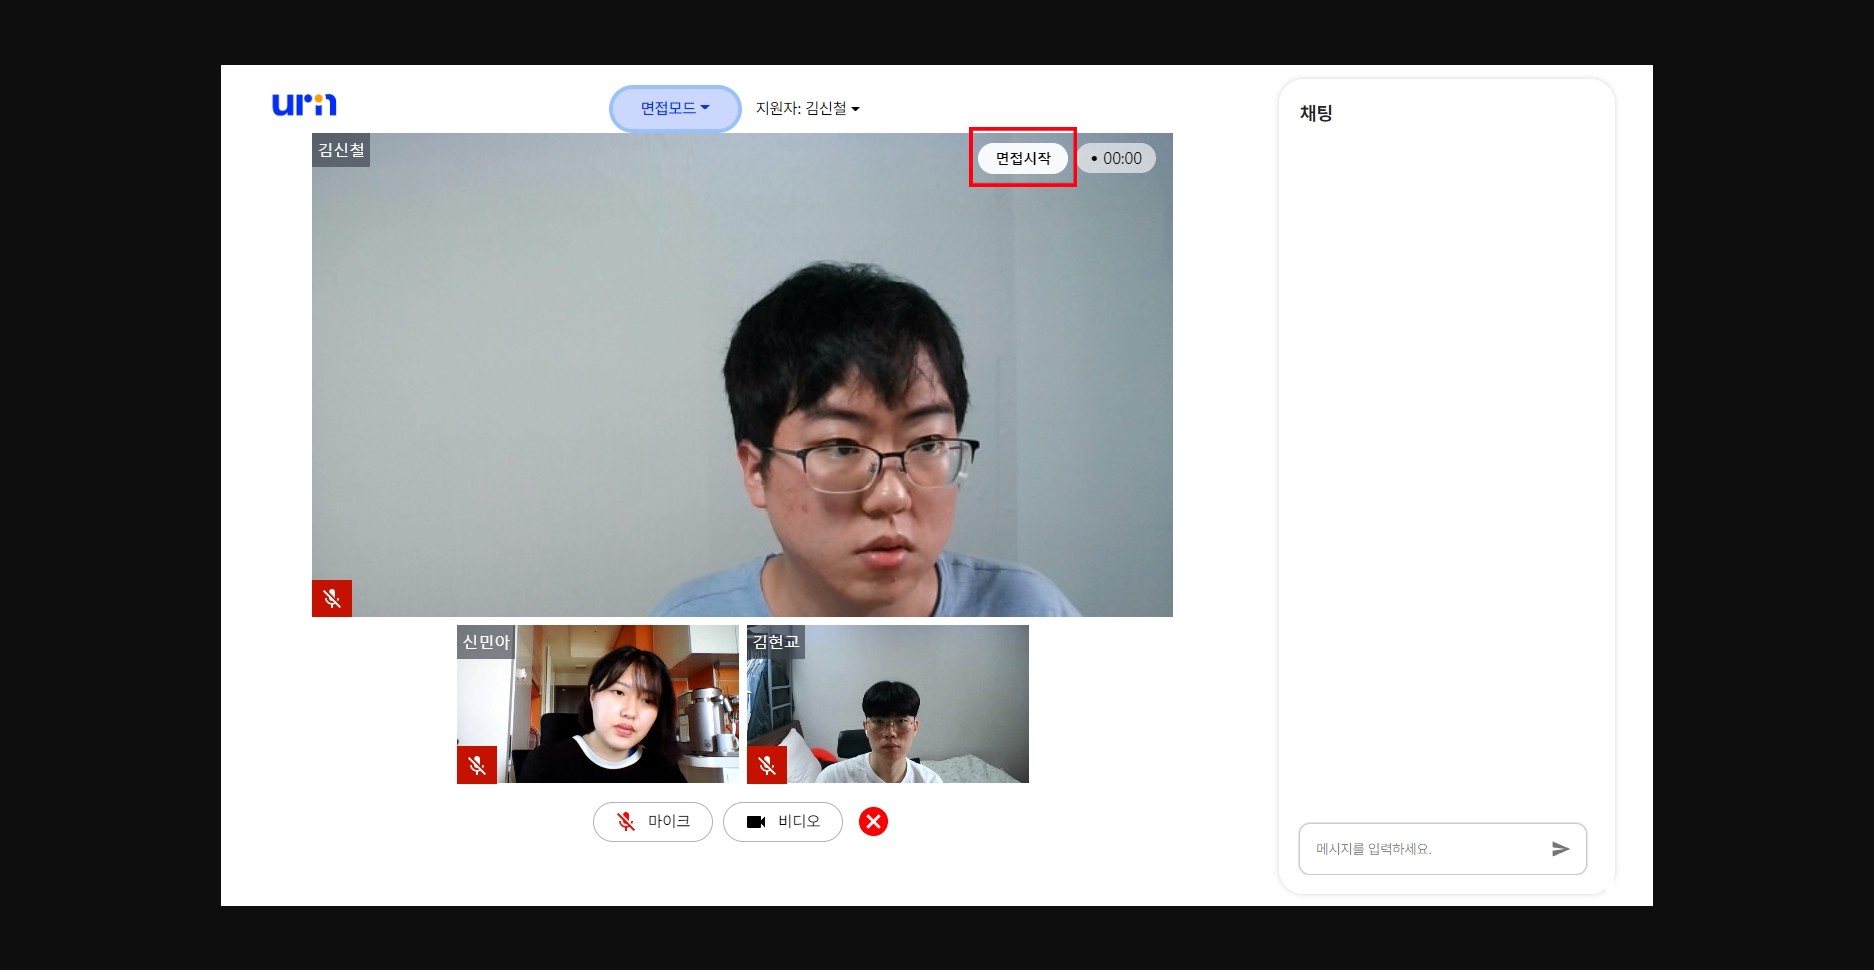 urin
면접모드
지원자: 김신철
김신철
면접시작
• 00:00
신민아
김현교
마이크
비디오
채팅
메시지를 입력하세요.